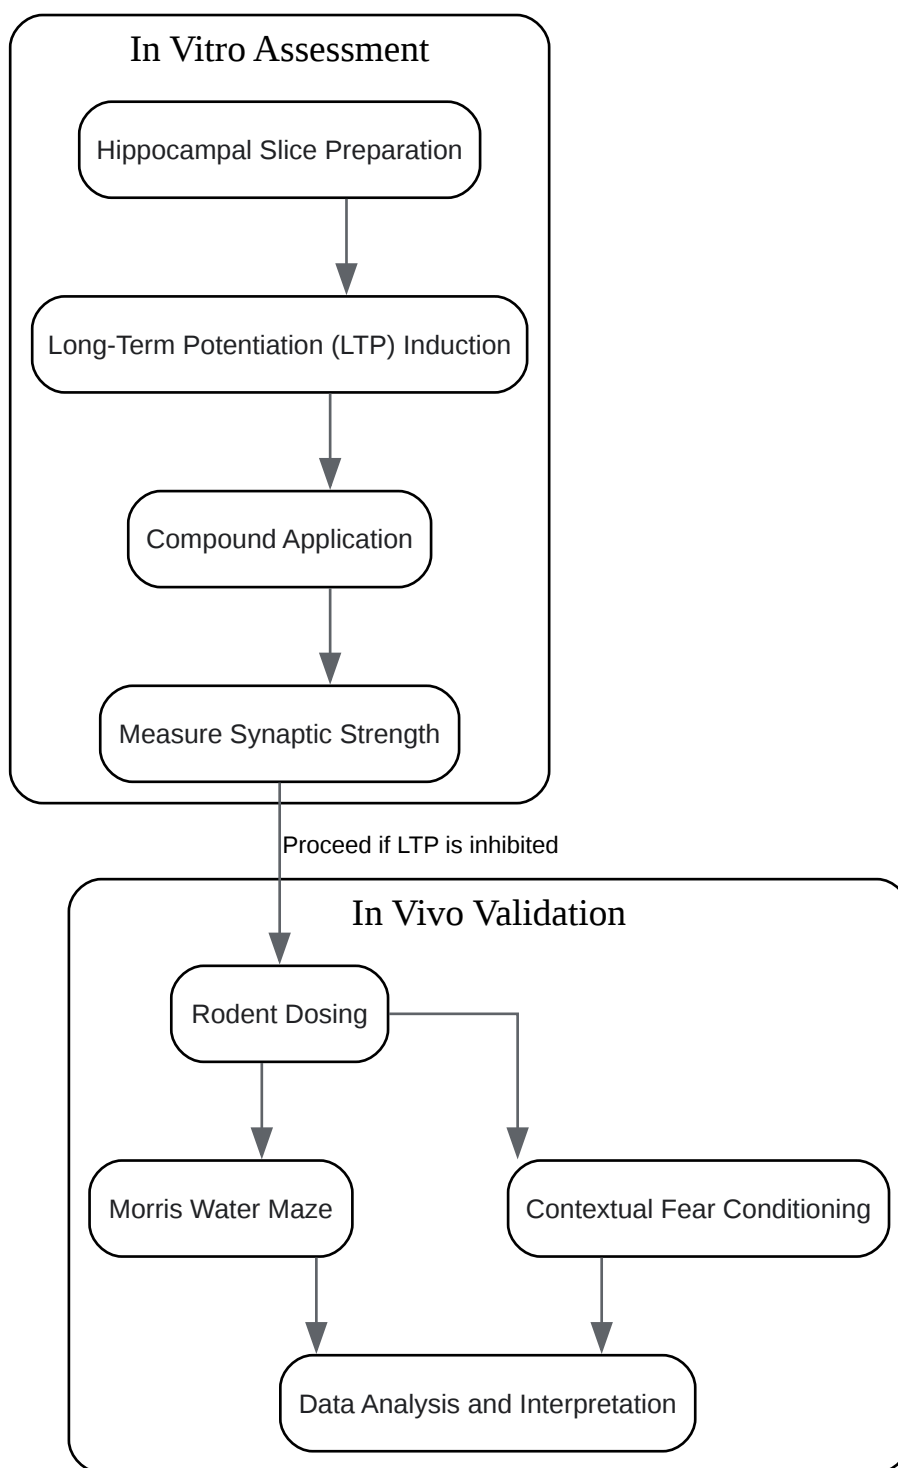 In Vitro Assessment
Hippocampal Slice Preparation
Long-Term Potentiation (LTP) Induction
Compound Application
Measure Synaptic Strength
Proceed if LTP is inhibited
In Vivo Validation
Rodent Dosing
Morris Water Maze
Contextual Fear Conditioning
Data Analysis and Interpretation